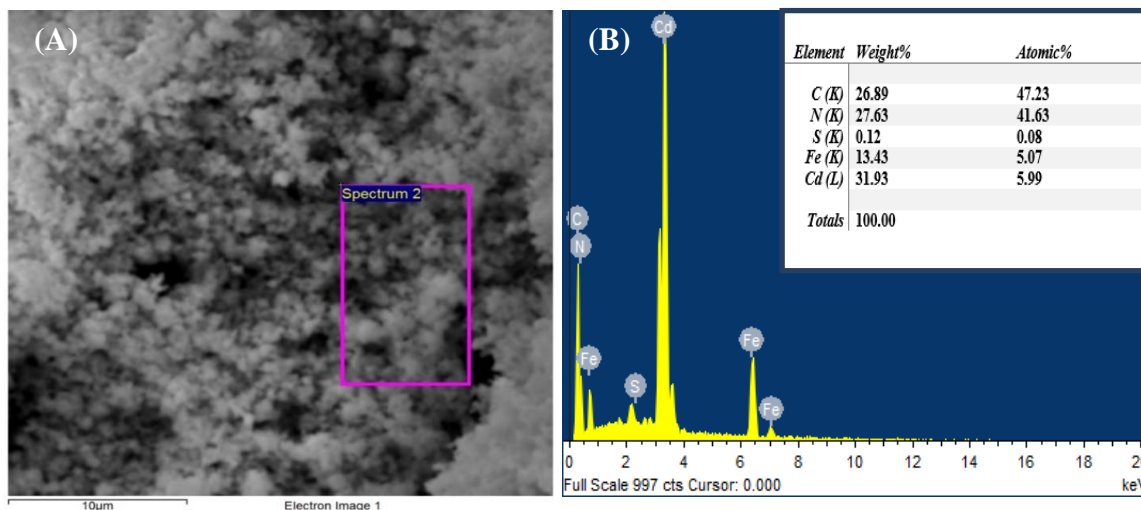 (A)
Spectrum 2
10µm
Electron Image 1
(B)
Cd
C
N
Fe
S
Fe
Fe
Element Weight% Atomic%
C (K) 26.89 47.23
N (K) 27.63 41.63
S (K) 0.12 0.08
Fe (K) 13.43 5.07
Cd (L) 31.93 5.99
Totals 100.00
0 2 4 6 8 10 12 14 16 18 20
Full Scale 997 cts Cursor: 0.000 keV